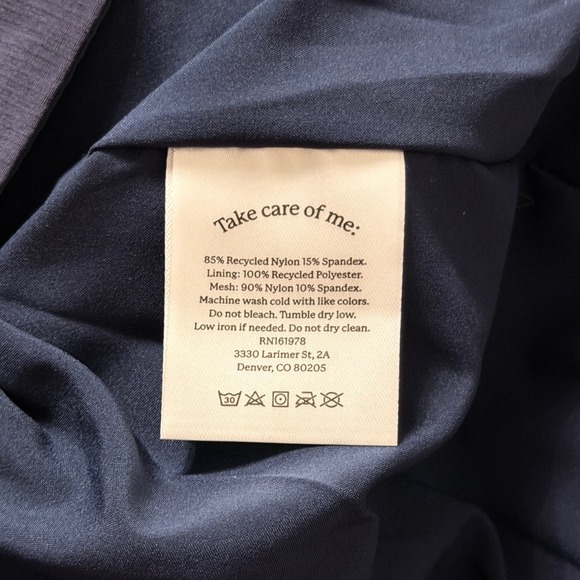 Take care of me:
85% Recycled Nylon 15% Spandex.
Lining: 100% Recycled Polyester.
Mesh: 90% Nylon 10% Spandex.
Machine wash cold with like colors.
Do not bleach. Tumble dry low.
Low iron if needed. Do not dry clean.
RN161978
3330 Larimer St, 2A
Denver, CO 80205
30